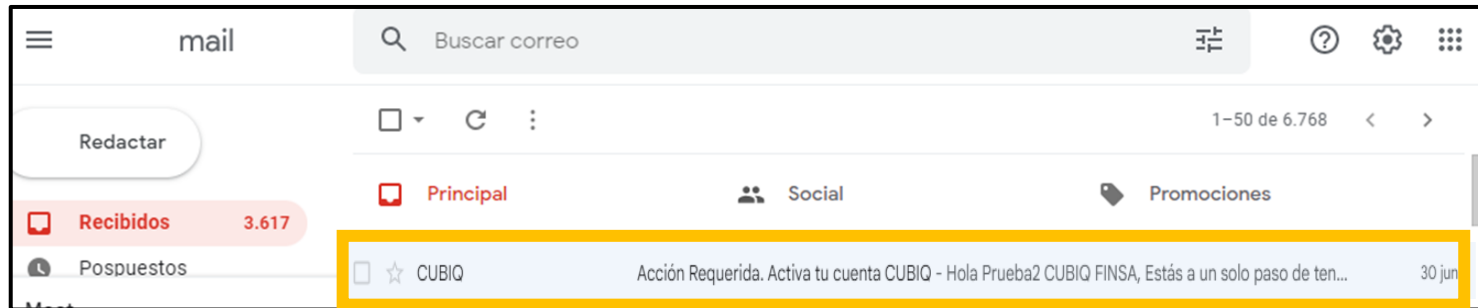 mail
Buscar correo
Redactar
1–50 de 6.768
Principal
Social
Promociones
Recibidos 3.617
Pospuestos
CUBIQ Acción Requerida. Activa tu cuenta CUBIQ - Hola Prueba2 CUBIQ FINSA, Estás a un solo paso de ten... 30 jun